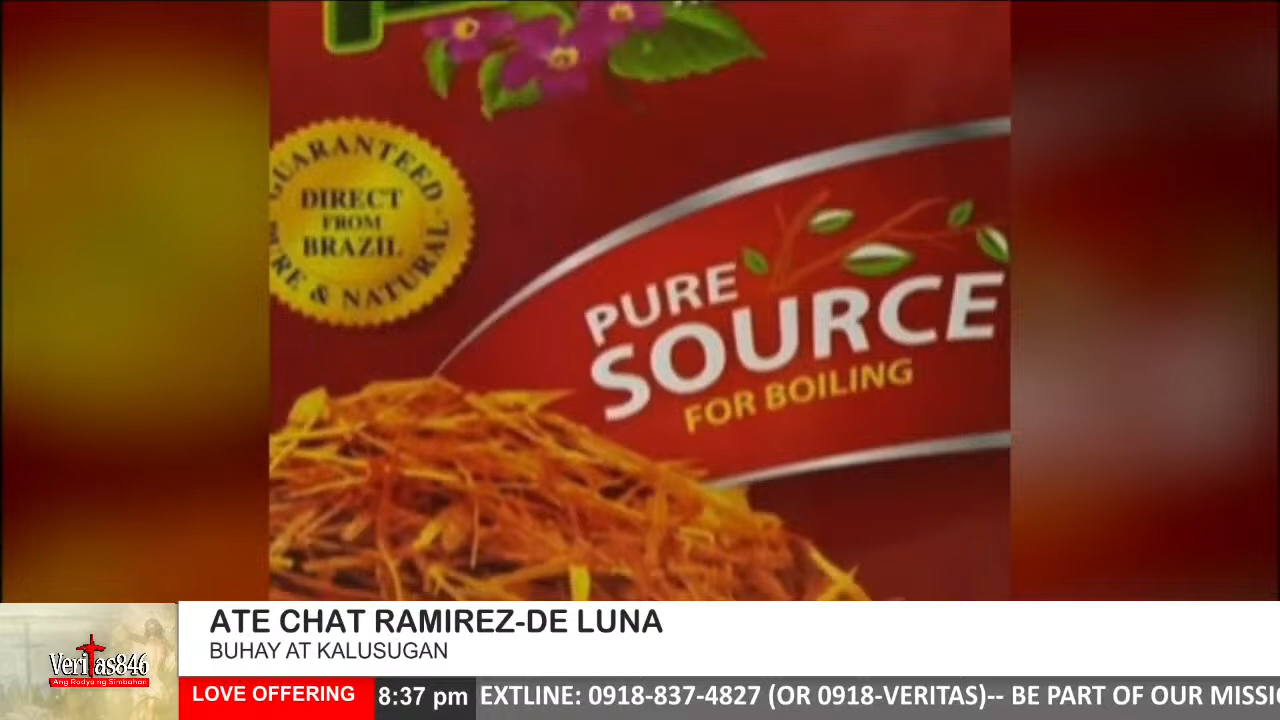 GUARANTEED
DIRECT
FROM
BRAZIL
PURE & NATURAL
PURE
SOURCE
FOR BOILING
ATE CHAT RAMIREZ-DE LUNA
BUHAY AT KALUSUGAN
Veritas846
Ang Radyo ng Simbahan
LOVE OFFERING
8:37 pm
EXTLINE: 0918-837-4827 (OR 0918-VERITAS)-- BE PART OF OUR MISSI